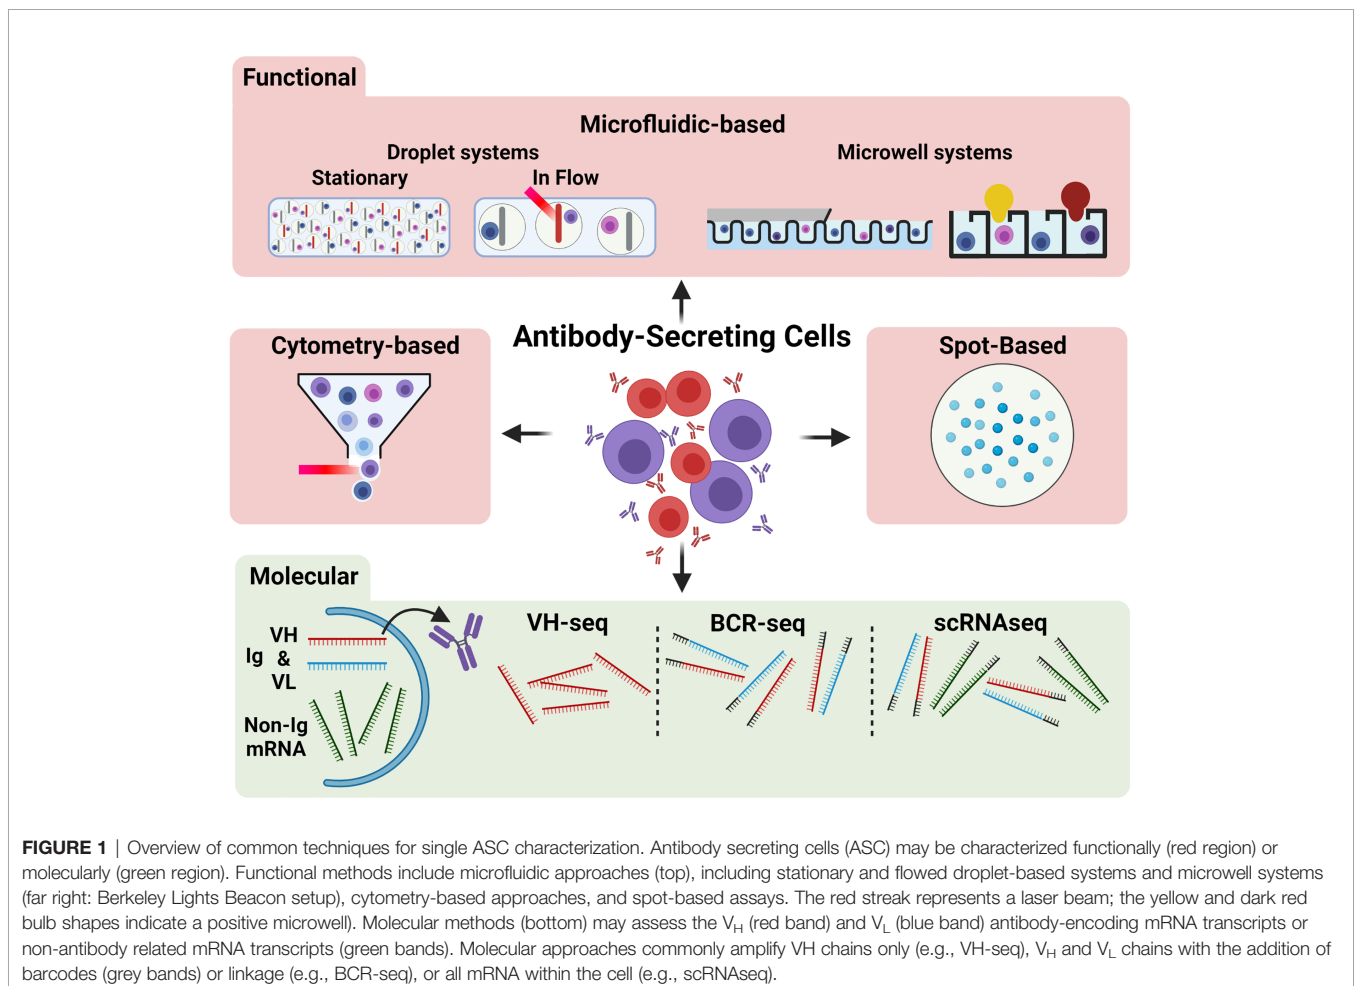 Functional
Microfluidic-based
Droplet systems
Microwell systems
Stationary
In Flow
Antibody-Secreting Cells
Cytometry-based
Spot-Based
Molecular
VH
Ig &
VL
Non-Ig
mRNA
VH-seq
BCR-seq
scRNAseq
FIGURE 1 | Overview of common techniques for single ASC characterization. Antibody secreting cells (ASC) may be characterized functionally (red region) or
molecularly (green region). Functional methods include microfluidic approaches (top), including stationary and flowed droplet-based systems and microwell systems
(far right: Berkeley Lights Beacon setup), cytometry-based approaches, and spot-based assays. The red streak represents a laser beam; the yellow and dark red
bulb shapes indicate a positive microwell). Molecular methods (bottom) may assess the VH (red band) and VL (blue band) antibody-encoding mRNA transcripts or
non-antibody related mRNA transcripts (green bands). Molecular approaches commonly amplify VH chains only (e.g., VH-seq), VH and VL chains with the addition of
barcodes (grey bands) or linkage (e.g., BCR-seq), or all mRNA within the cell (e.g., scRNAseq).